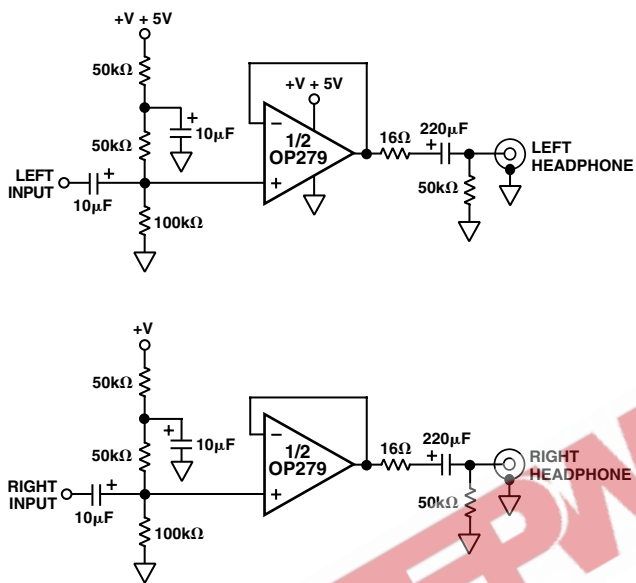 +V + 5V
50kΩ
+V + 5V
+
10µF
−
50kΩ
1/2
OP279
16Ω
220µF
+
LEFT
HEADPHONE
LEFT
INPUT
+
10µF
+
50kΩ
100kΩ
+V
50kΩ
+
10µF
−
50kΩ
1/2
OP279
16Ω
220µF
+
RIGHT
HEADPHONE
RIGHT
INPUT
+
10µF
+
50kΩ
100kΩ